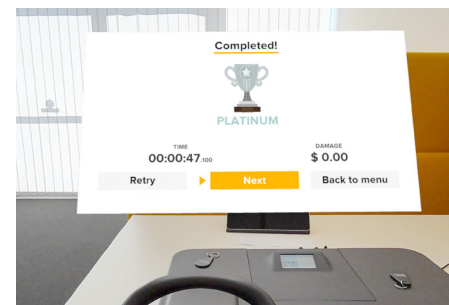 Completed!
PLATINUM
TIME
DAMAGE
00:00:47.100
$ 0.00
Retry
Next
Back to menu